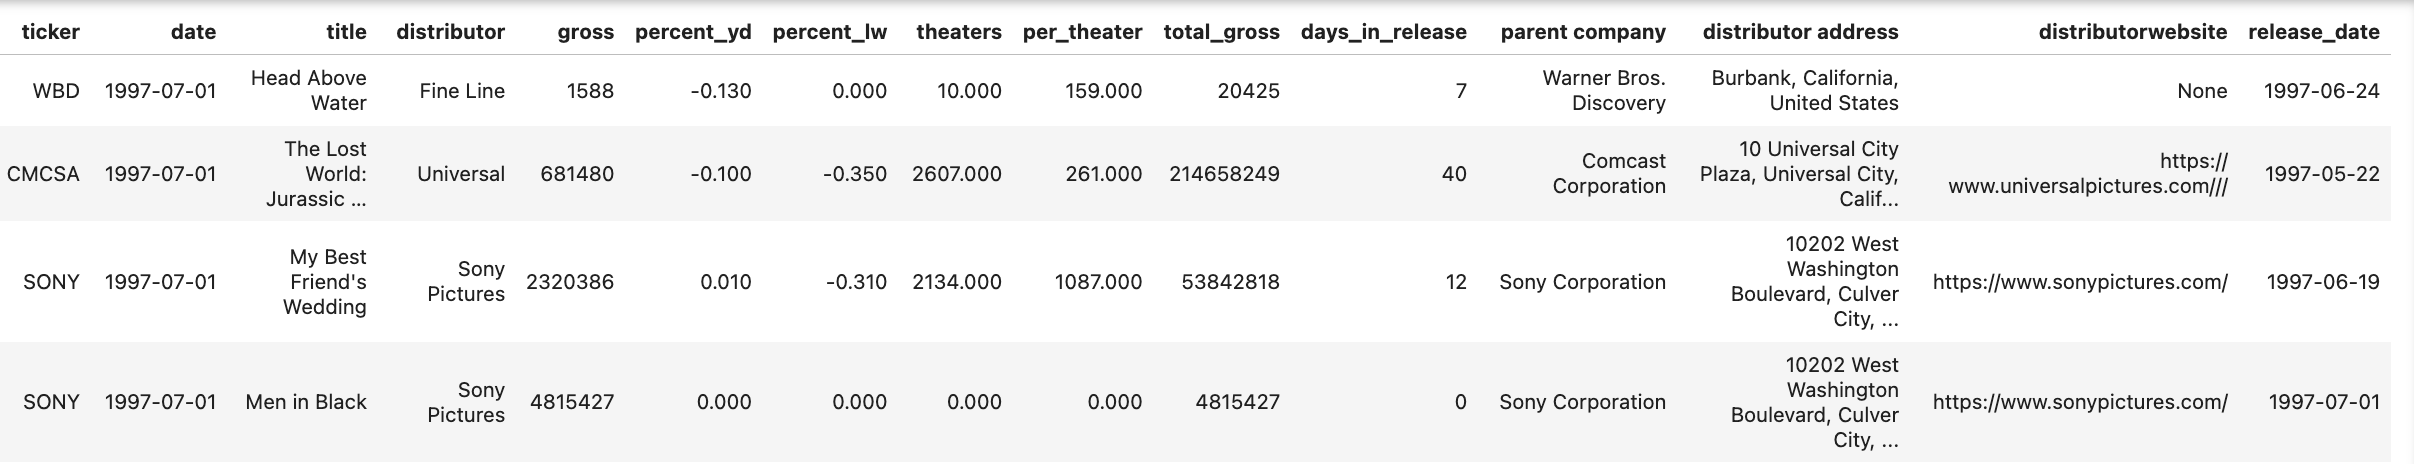 ticker date title distributor gross percent_yd percent_lw theaters per_theater total_gross days_in_release parent company distributor address distributorwebsite release_date
WBD 1997-07-01 Head Above Water Fine Line 1588 -0.130 0.000 10.000 159.000 20425 7 Warner Bros. Discovery Burbank, California, United States None 1997-06-24
CMCSA 1997-07-01 The Lost World: Jurassic ... Universal 681480 -0.100 -0.350 2607.000 261.000 214658249 40 Comcast Corporation 10 Universal City Plaza, Universal City, Calif... https://www.universalpictures.com/// 1997-05-22
SONY 1997-07-01 My Best Friend's Wedding Sony Pictures 2320386 0.010 -0.310 2134.000 1087.000 53842818 12 Sony Corporation 10202 West Washington Boulevard, Culver City, ... https://www.sonypictures.com/ 1997-06-19
SONY 1997-07-01 Men in Black Sony Pictures 4815427 0.000 0.000 0.000 0.000 4815427 0 Sony Corporation 10202 West Washington Boulevard, Culver City, ... https://www.sonypictures.com/ 1997-07-01